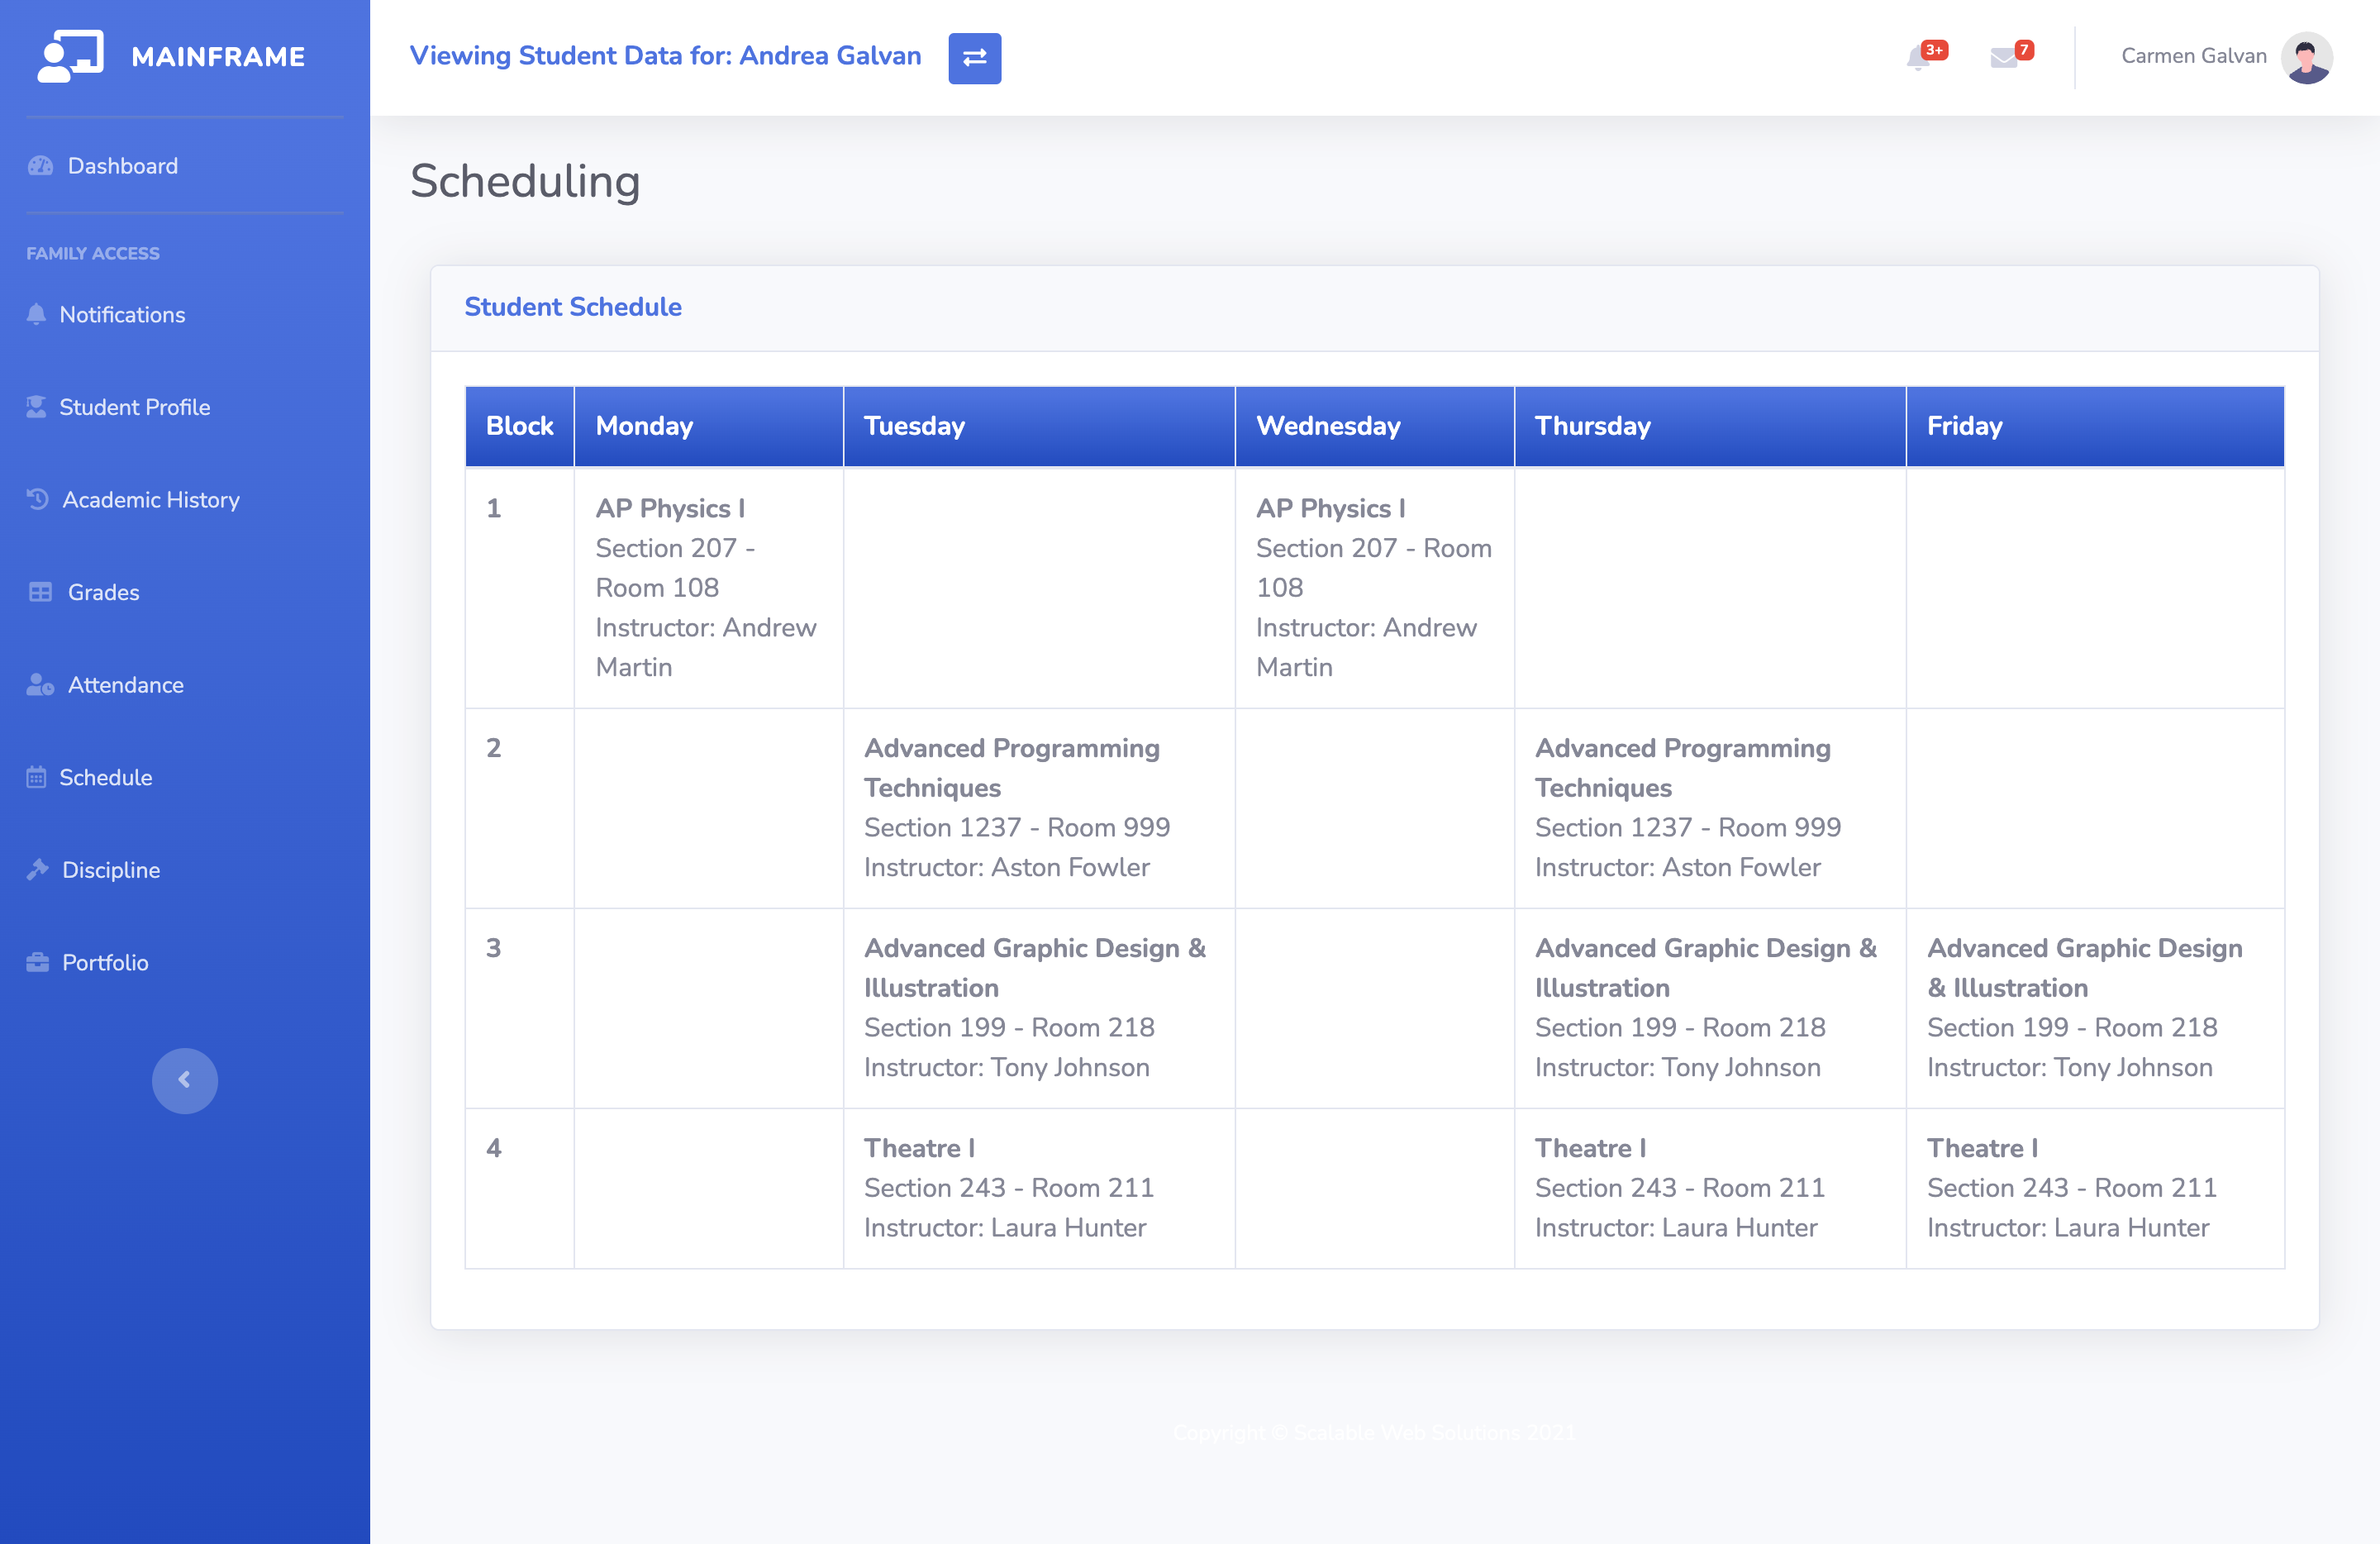 MAINFRAME
Viewing Student Data for: Andrea Galvan
3+
7
Carmen Galvan
Dashboard
FAMILY ACCESS
Notifications
Student Profile
Academic History
Grades
Attendance
Schedule
Discipline
Portfolio
Scheduling
Student Schedule
Block Monday Tuesday Wednesday Thursday Friday
1
AP Physics I
Section 207 -
Room 108
Instructor: Andrew
Martin
AP Physics I
Section 207 - Room
108
Instructor: Andrew
Martin
2
Advanced Programming
Techniques
Section 1237 - Room 999
Instructor: Aston Fowler
Advanced Programming
Techniques
Section 1237 - Room 999
Instructor: Aston Fowler
3
Advanced Graphic Design &
Illustration
Section 199 - Room 218
Instructor: Tony Johnson
Advanced Graphic Design &
Illustration
Section 199 - Room 218
Instructor: Tony Johnson
Advanced Graphic Design
& Illustration
Section 199 - Room 218
Instructor: Tony Johnson
4
Theatre I
Section 243 - Room 211
Instructor: Laura Hunter
Theatre I
Section 243 - Room 211
Instructor: Laura Hunter
Theatre I
Section 243 - Room 211
Instructor: Laura Hunter
Copyright © Scalable Web Solutions 2021